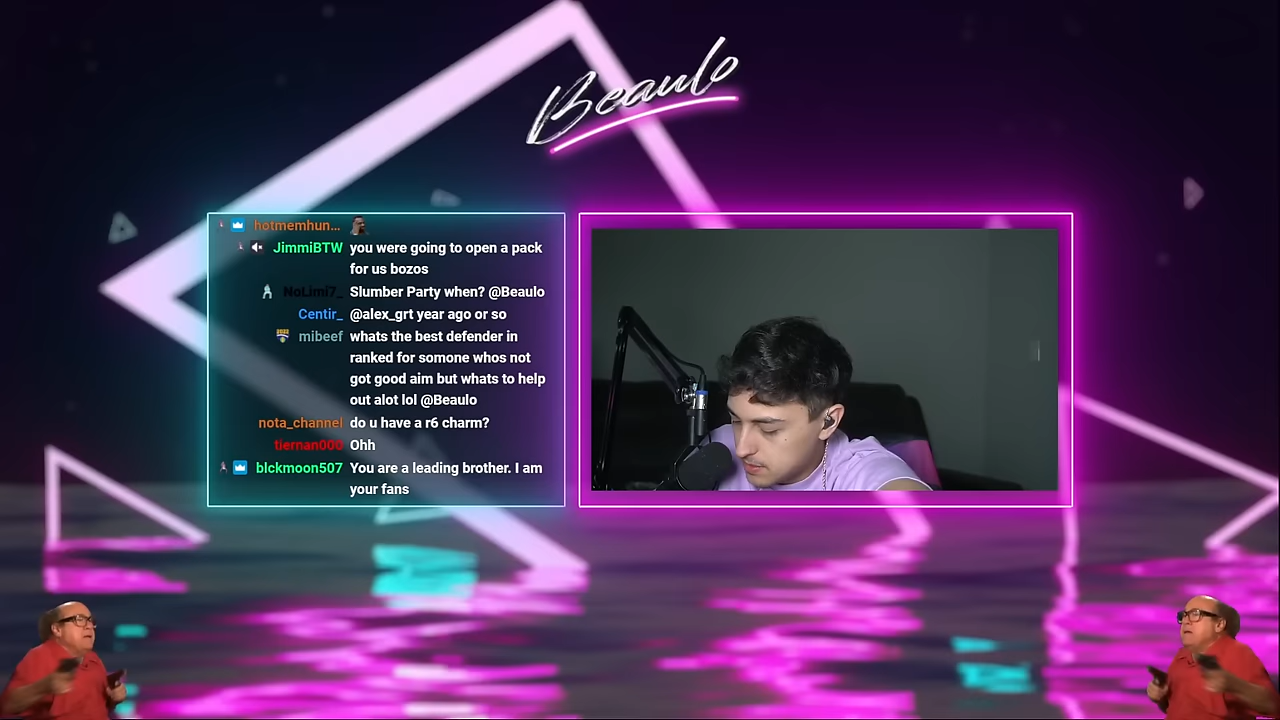 Beaulo
hotmemhun...
JimmiBTW you were going to open a pack
for us bozos
NoLimi7_ Slumber Party when? @Beaulo
Centir_ @alex_grt year ago or so
mibeef whats the best defender in
ranked for somone whos not
got good aim but whats to help
out alot lol @Beaulo
nota_channel do u have a r6 charm?
tiernan000 Ohh
blckmoon507 You are a leading brother. I am
your fans